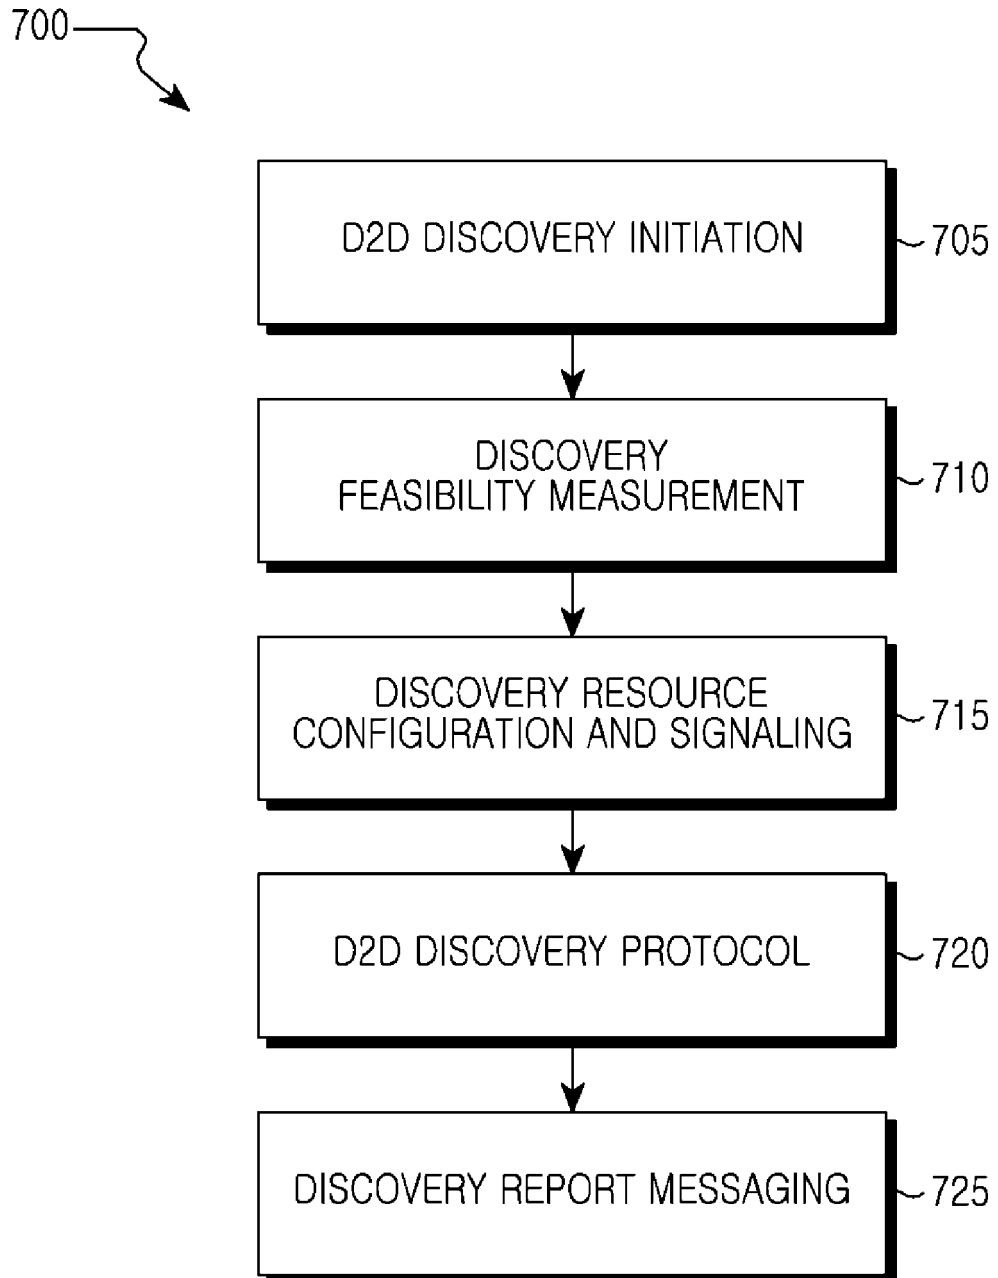 700
D2D DISCOVERY INITIATION
705
DISCOVERY
FEASIBILITY MEASUREMENT
710
DISCOVERY RESOURCE
CONFIGURATION AND SIGNALING
715
D2D DISCOVERY PROTOCOL
720
DISCOVERY REPORT MESSAGING
725